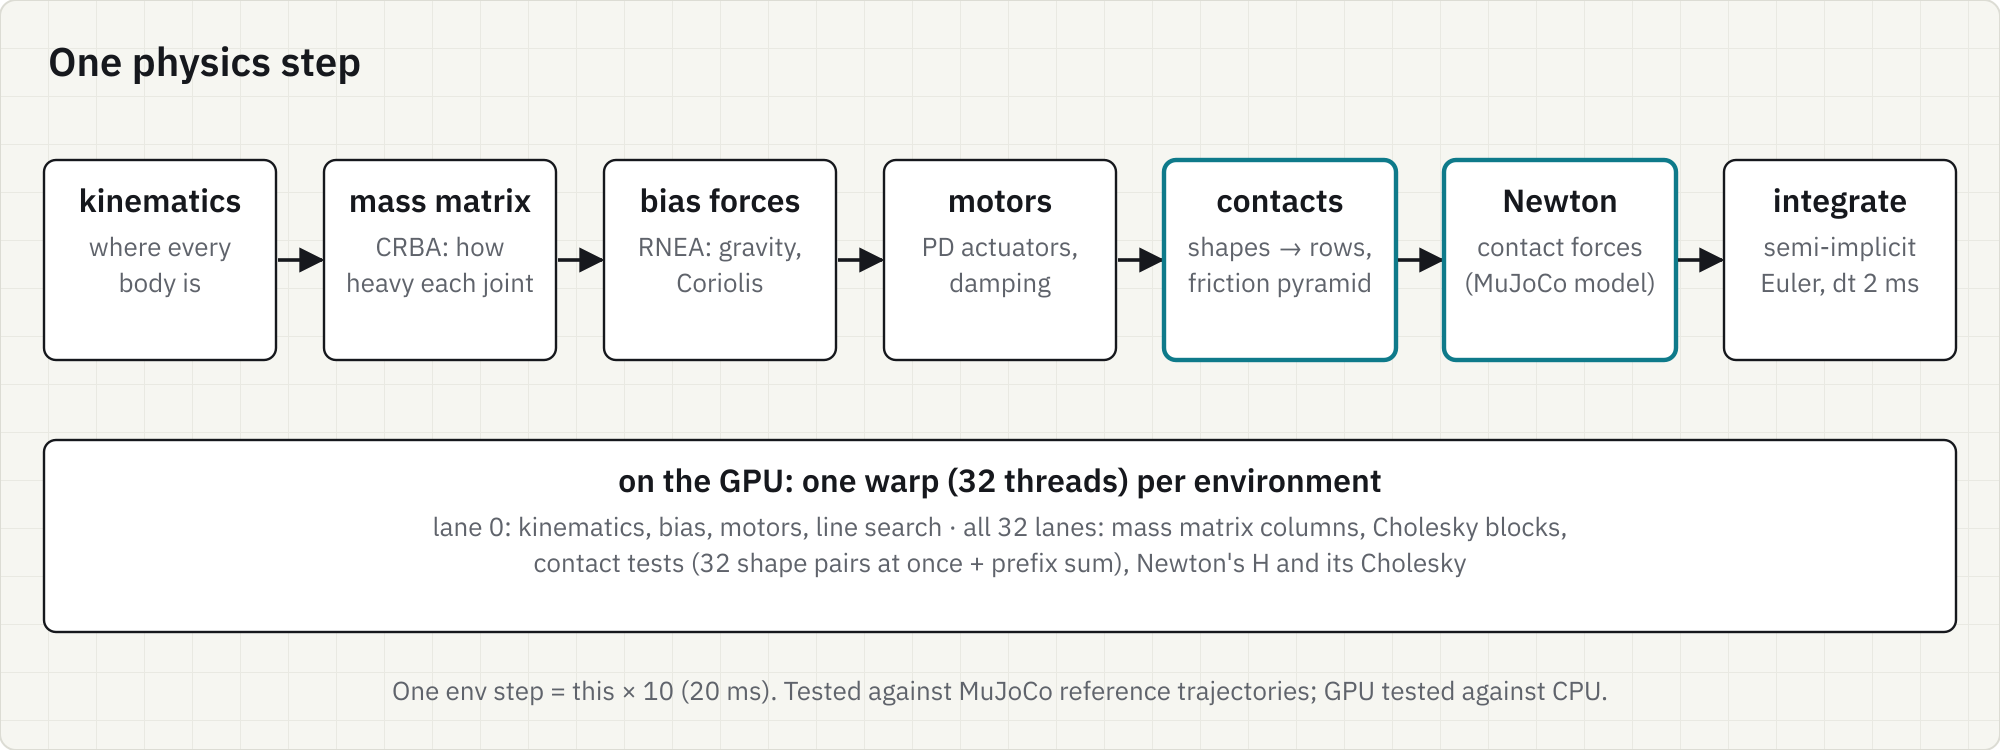 One physics step
kinematics
where every
body is
mass matrix
CRBA: how
heavy each joint
bias forces
RNEA: gravity,
Coriolis
motors
PD actuators,
damping
contacts
shapes → rows,
friction pyramid
Newton
contact forces
(MuJoCo model)
integrate
semi-implicit
Euler, dt 2 ms
on the GPU: one warp (32 threads) per environment
lane 0: kinematics, bias, motors, line search · all 32 lanes: mass matrix columns, Cholesky blocks,
contact tests (32 shape pairs at once + prefix sum), Newton's H and its Cholesky
One env step = this × 10 (20 ms). Tested against MuJoCo reference trajectories; GPU tested against CPU.